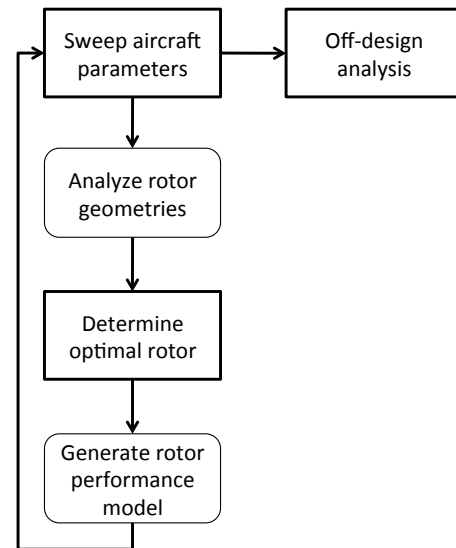 Sweep aircraft
parameters
Off-design
analysis
Analyze rotor
geometries
Determine
optimal rotor
Generate rotor
performance
model